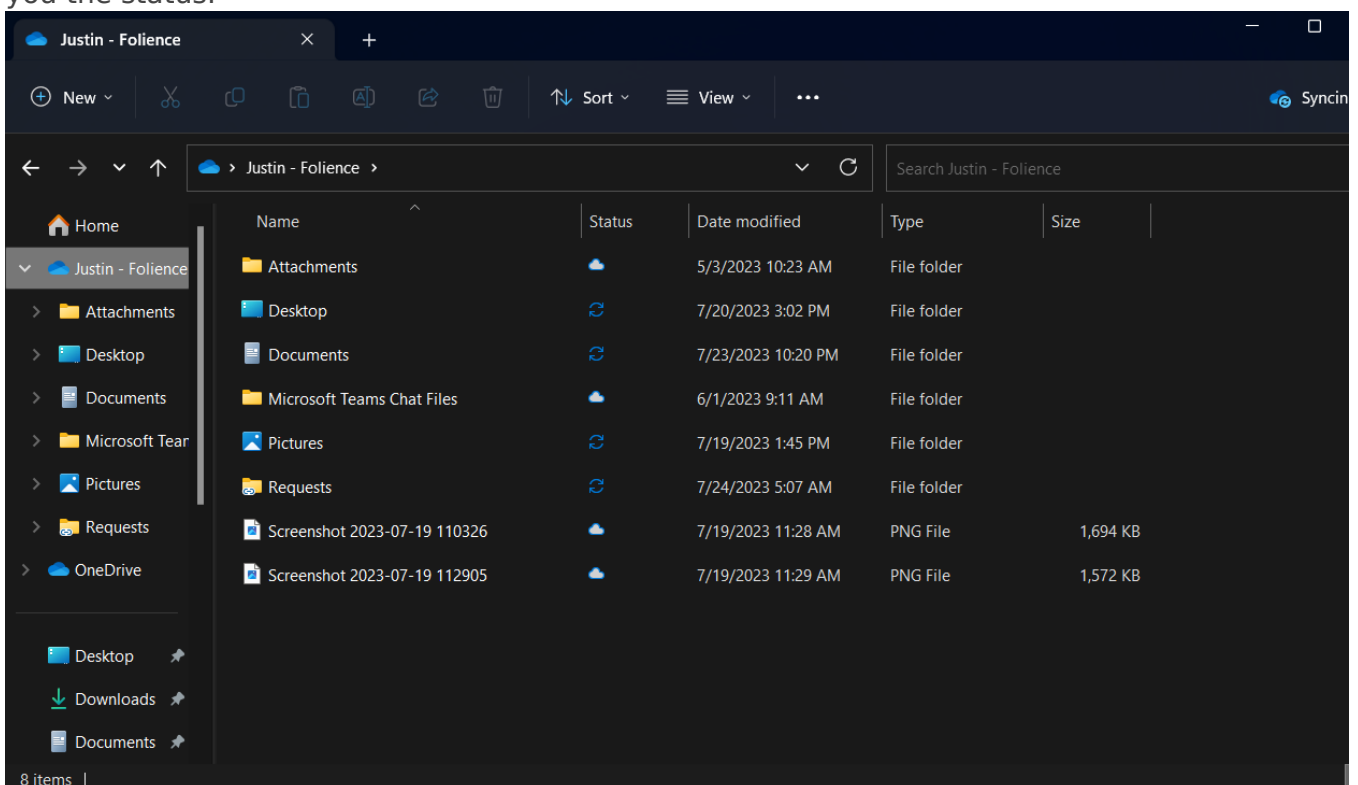 you the status.
Justin - Folience
New Sort View Syncin
Justin - Folience Search Justin - Folience
Home Name Status Date modified Type Size
Justin - Folience Attachments 5/3/2023 10:23 AM File folder
Attachments Desktop 7/20/2023 3:02 PM File folder
Desktop Documents 7/23/2023 10:20 PM File folder
Documents Microsoft Teams Chat Files 6/1/2023 9:11 AM File folder
Microsoft Tear Pictures 7/19/2023 1:45 PM File folder
Pictures Requests 7/24/2023 5:07 AM File folder
Requests Screenshot 2023-07-19 110326 7/19/2023 11:28 AM PNG File 1,694 KB
OneDrive Screenshot 2023-07-19 112905 7/19/2023 11:29 AM PNG File 1,572 KB
Desktop
Downloads
Documents
8 items